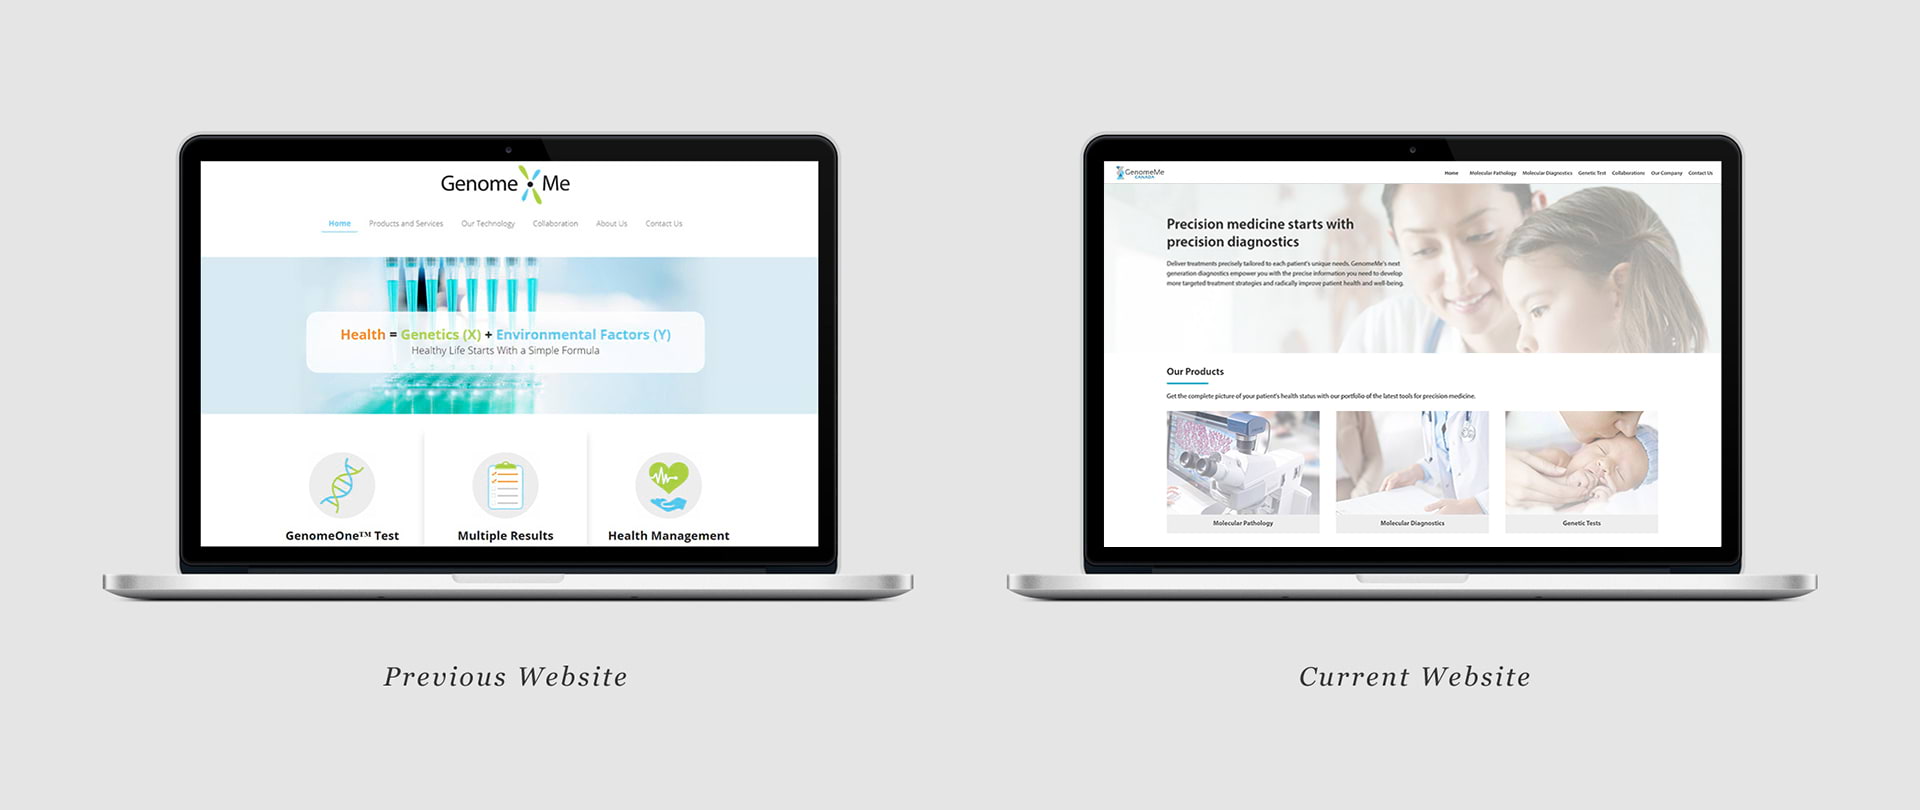 Genome Me
Home Products and Services Our Technology Collaboration About Us Contact Us
Health = Genetics (X) + Environmental Factors (Y)
Healthy Life Starts With a Simple Formula
GenomeOne™ Test
Multiple Results
Health Management
Previous Website
GenomeMe
CANADA
Home Molecular Pathology Molecular Diagnostics Genetic Test Collaborations Our Company Contact Us
Precision medicine starts with
precision diagnostics
Deliver treatments precisely tailored to each patient's unique needs. GenomeMe's next
generation diagnostics empower you with the precise information you need to develop
more targeted treatment strategies and radically improve patient health and well-being.
Our Products
Get the complete picture of your patient's health status with our portfolio of the latest tools for precision medicine.
Molecular Pathology
Molecular Diagnostics
Genetic Tests
Current Website